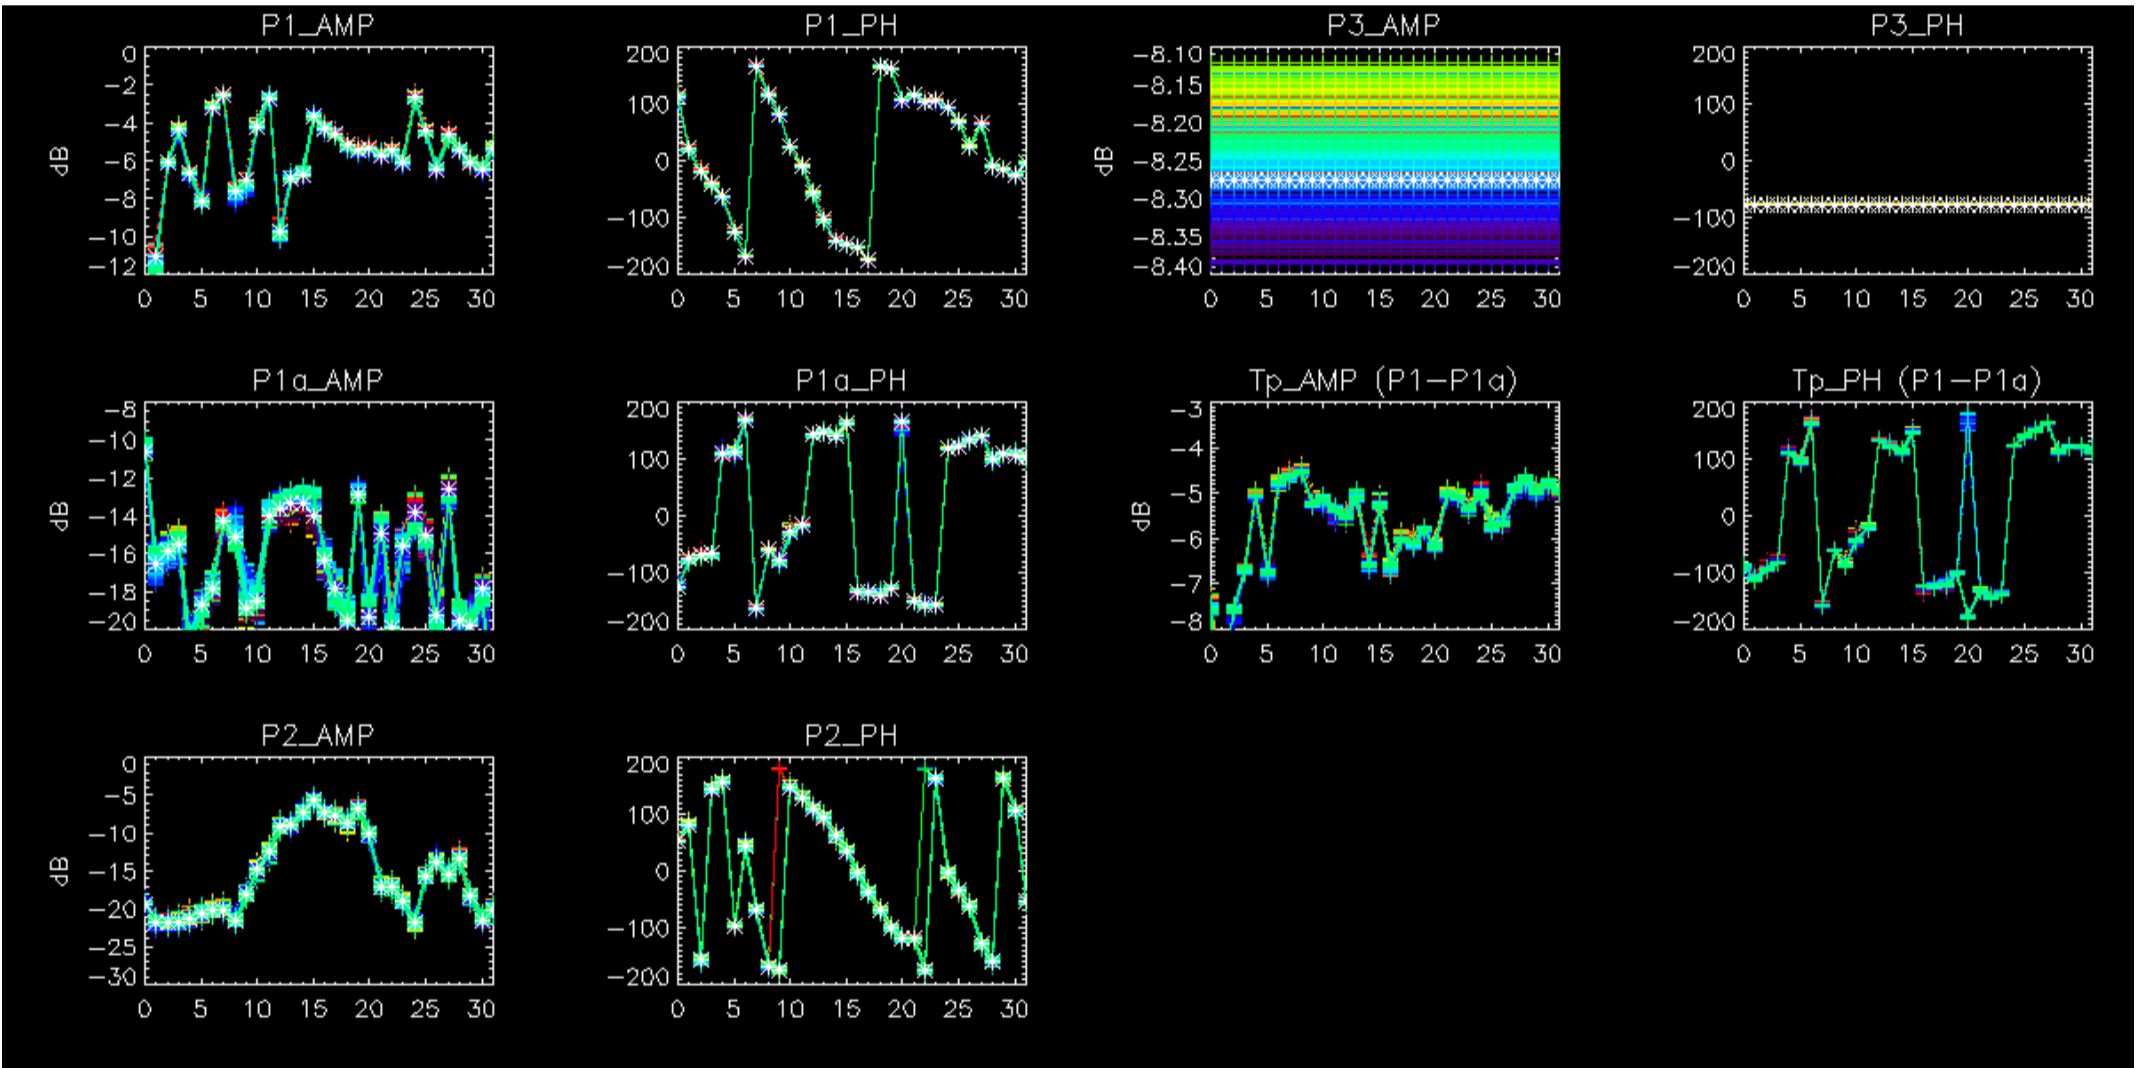 P1_AMP
0
-2
-4
-6
-8
-10
-12
dB
0 5 10 15 20 25 30
P1_PH
200
100
0
-100
-200
0 5 10 15 20 25 30
P3_AMP
-8.10
-8.15
-8.20
-8.25
-8.30
-8.35
-8.40
dB
0 5 10 15 20 25 30
P3_PH
200
100
0
-100
-200
0 5 10 15 20 25 30
P1a_AMP
-8
-10
-12
-14
-16
-18
-20
dB
0 5 10 15 20 25 30
P1a_PH
200
100
0
-100
-200
0 5 10 15 20 25 30
Tp_AMP (P1-P1a)
-3
-4
-5
-6
-7
-8
dB
0 5 10 15 20 25 30
Tp_PH (P1-P1a)
200
100
0
-100
-200
0 5 10 15 20 25 30
P2_AMP
0
-5
-10
-15
-20
-25
-30
dB
0 5 10 15 20 25 30
P2_PH
200
100
0
-100
-200
0 5 10 15 20 25 30